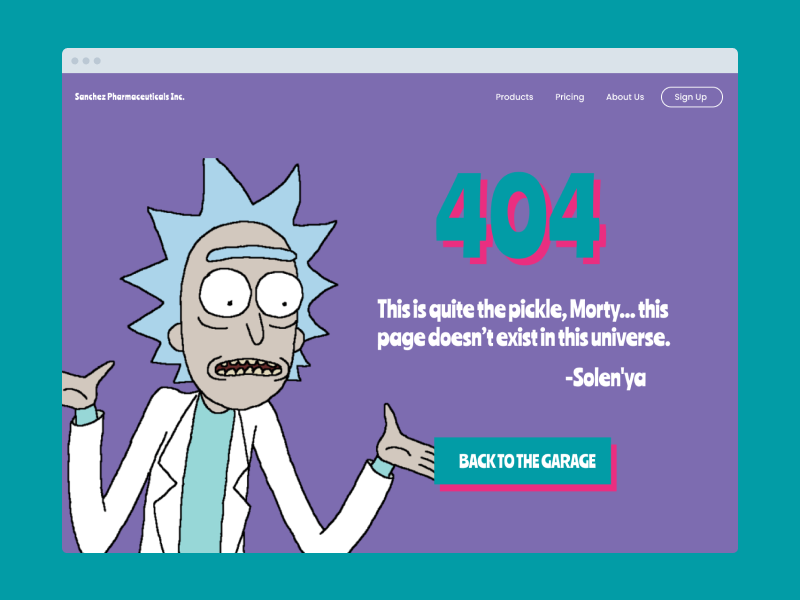 Sanchez Pharmaceuticals Inc.
Products Pricing About Us Sign Up
404
This is quite the pickle, Morty... this
page doesn’t exist in this universe.
-Solen'ya
BACK TO THE GARAGE